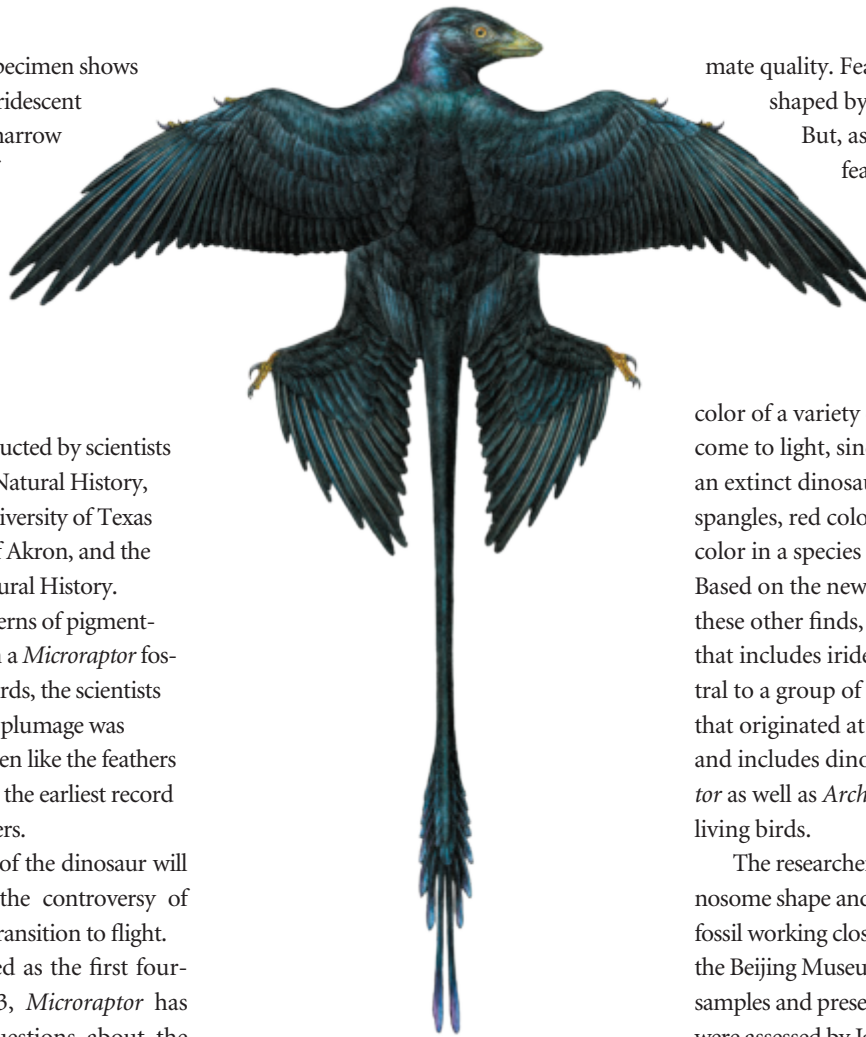 pecimen shows
ridescent
narrow
ucted by scientists
Natural History,
iversity of Texas
f Akron, and the
ural History.
erns of pigment-
n a Microraptor fos-
rds, the scientists
plumage was
en like the feathers
the earliest record
ers.
of the dinosaur will
the controversy of
ransition to flight.
ed as the first four-
3, Microraptor has
uestions about the
mate quality. Fea
shaped by
But, as
fea
color of a variety
come to light, sin
an extinct dinosau
spangles, red colo
color in a species
Based on the new
these other finds,
that includes iride
tral to a group of
that originated at
and includes dino
tor as well as Arch
living birds.
The researche
nosome shape and
fossil working clos
the Beijing Museu
samples and prese
were assessed by